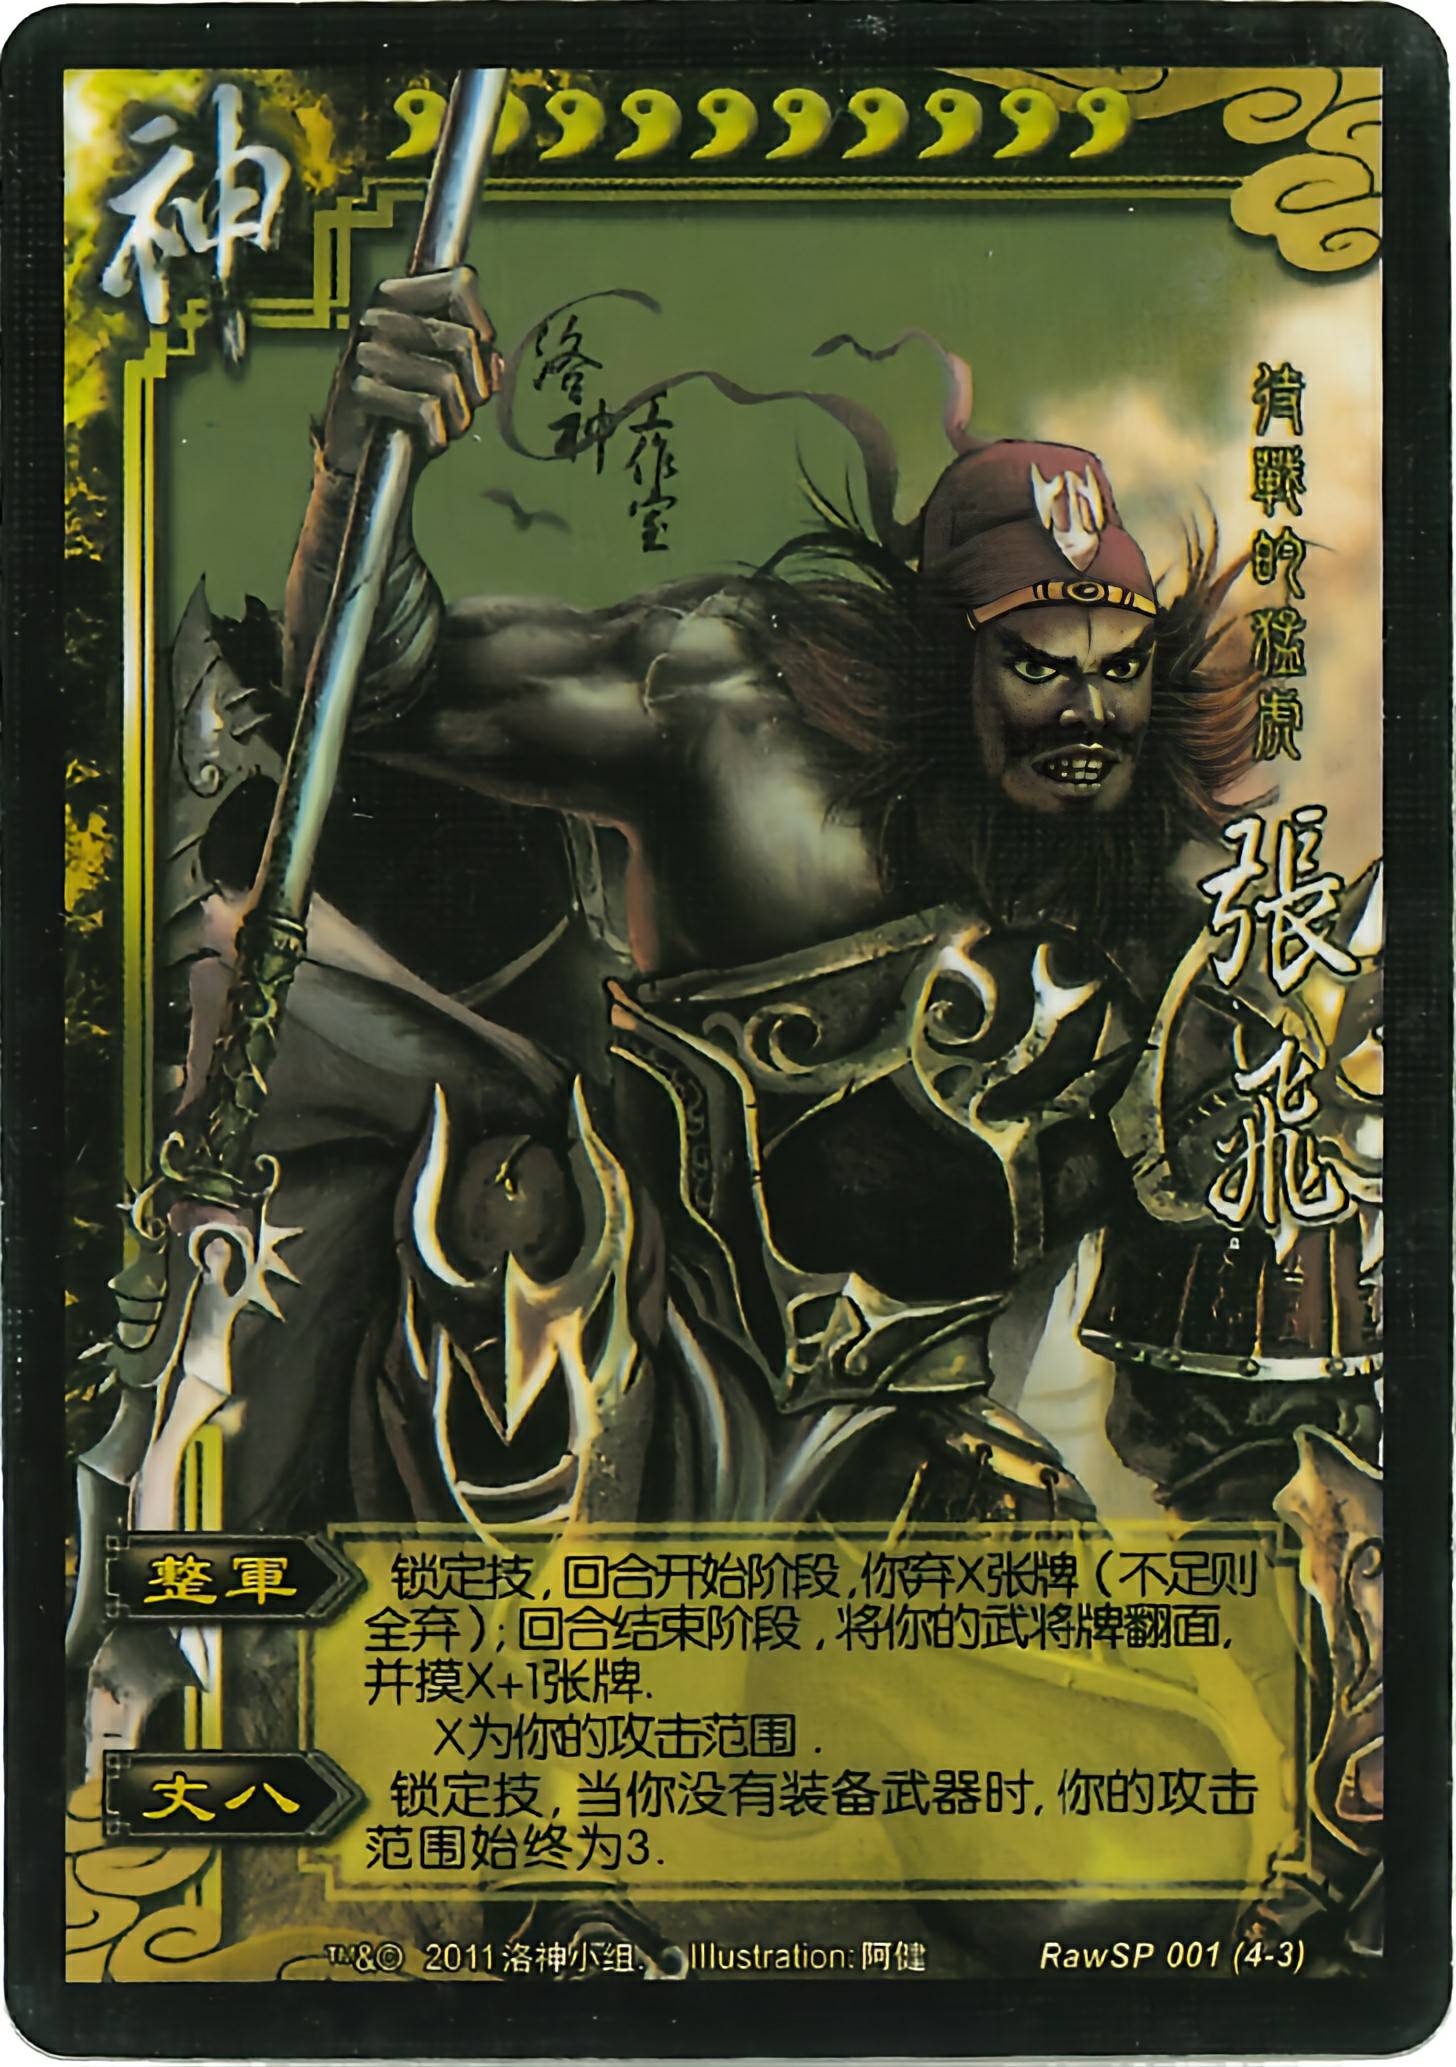 神
洛神
工作室
待戰的猛虎
張飛
整軍
锁定技,回合开始阶段,你弃X张牌(不足则
全弃);回合结束阶段,将你的武将牌翻面,
并摸X+1张牌.
X为你的攻击范围.
丈八
锁定技,当你没有装备武器时,你的攻击
范围始终为3.
™&© 2011洛神小组. Illustration:阿健 RawSP 001 (4-3)